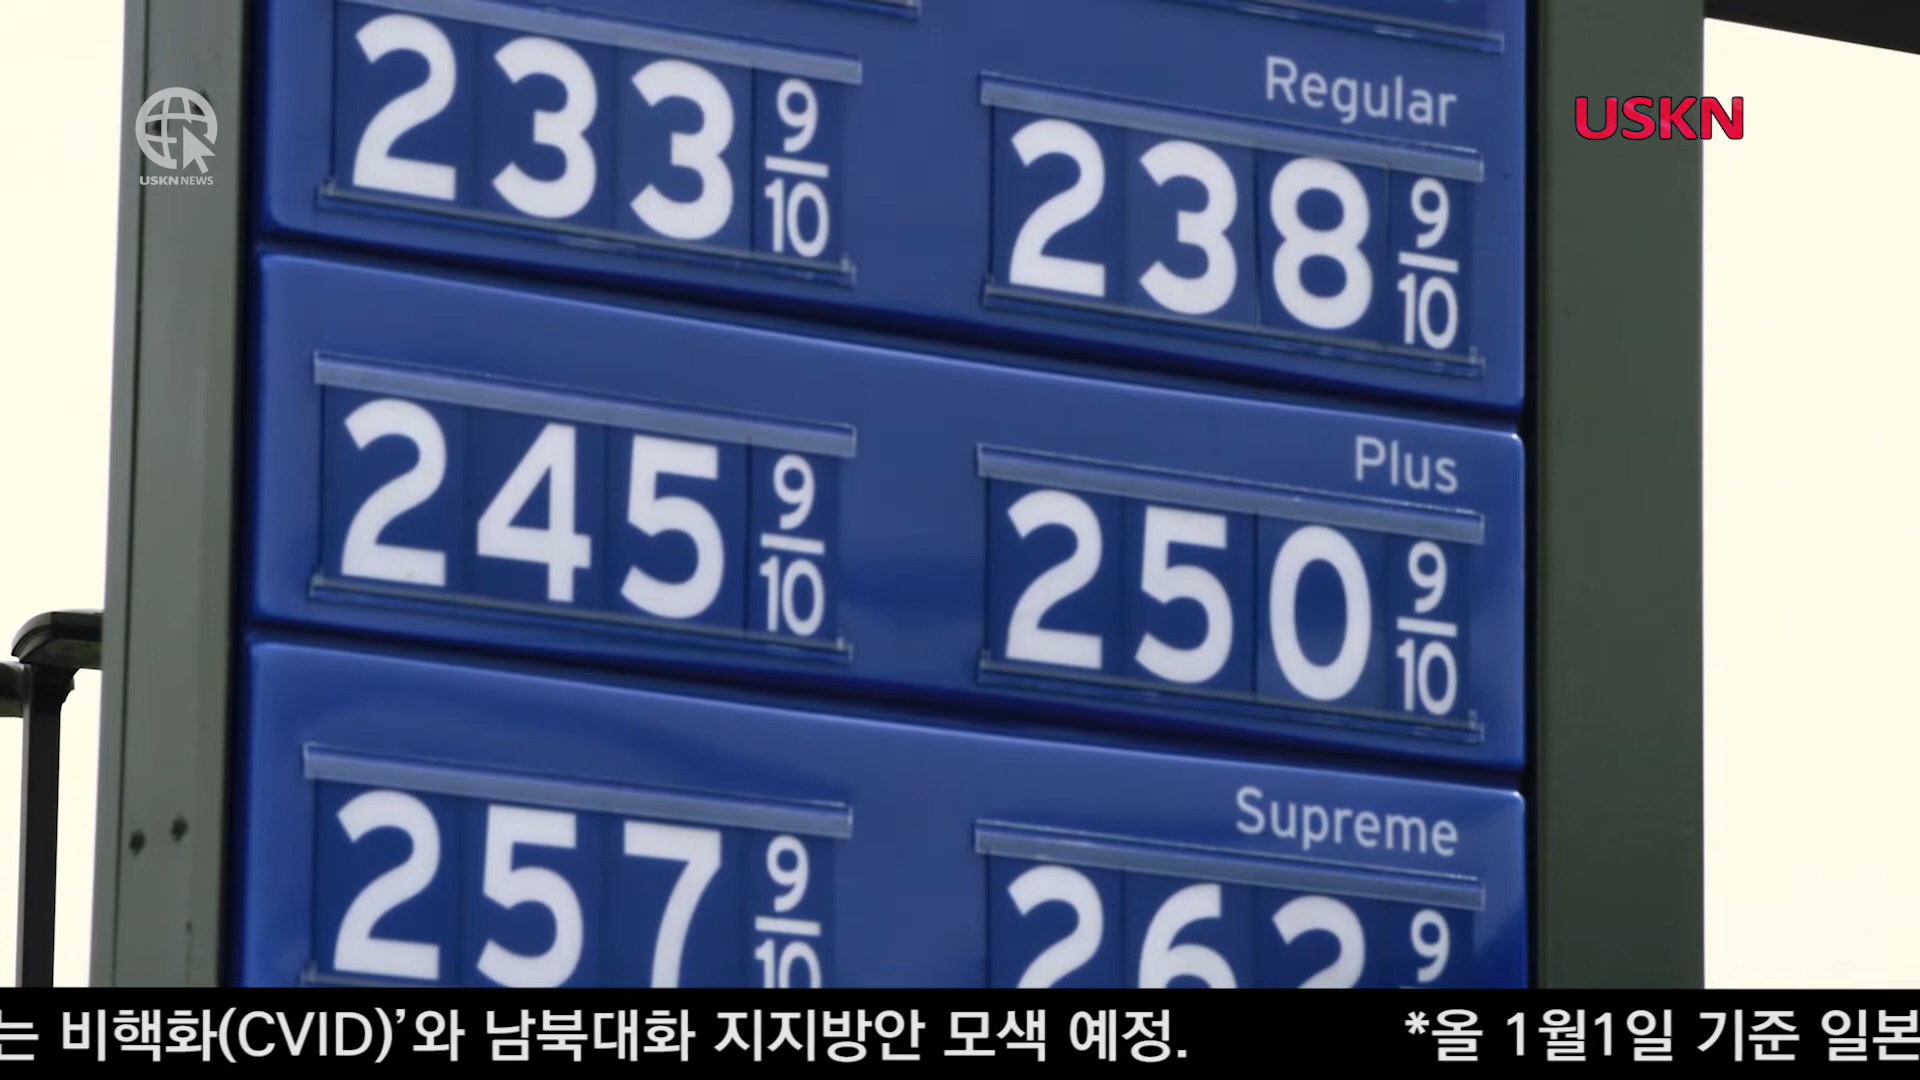 233 9/10
Regular
238 9/10
USKN
USKN NEWS
245 9/10
Plus
250 9/10
257 9/10
Supreme
262 9
는 비핵화(CVID)’와 남북대화 지지방안 모색 예정. *올 1월1일 기준 일본